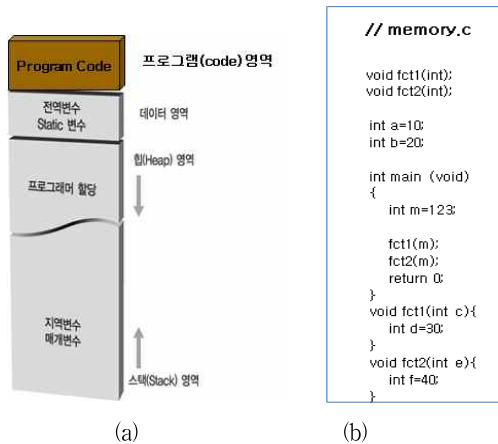 Program Code
프로그램(code) 영역
전역변수
Static 변수
데이터 영역
힙(Heap) 영역
프로그래머 할당
지역변수
매개변수
스택(Stack) 영역
(a)
// memory.c
void fct1(int);
void fct2(int);
int a=10;
int b=20;
int main (void)
{
int m=123;
fct1(m);
fct2(m);
return 0;
}
void fct1(int c){
int d=30;
}
void fct2(int e){
int f=40;
}
(b)